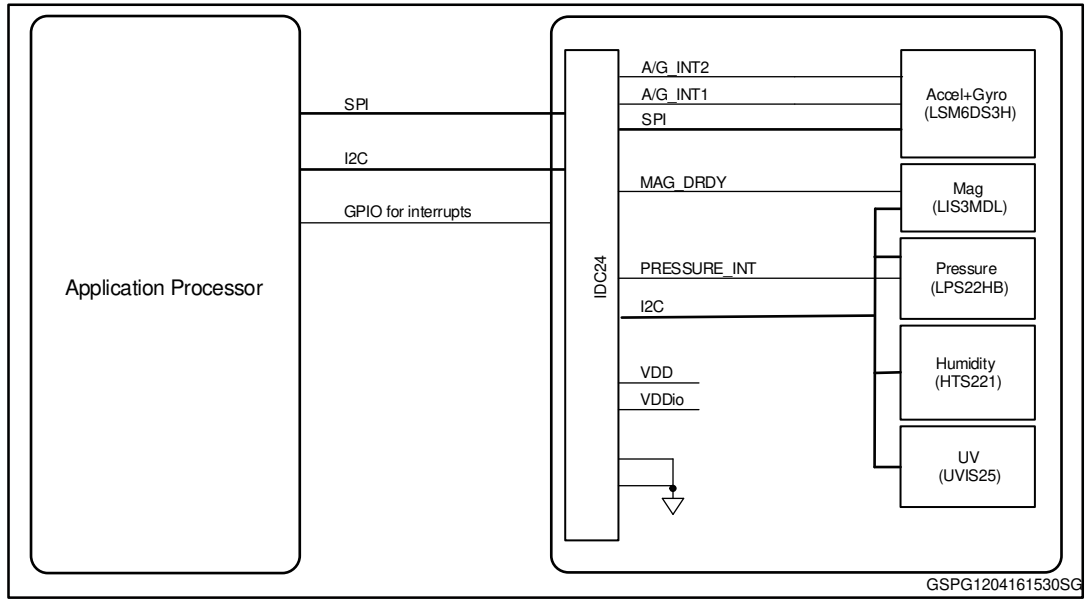 Application Processor
SPI
I2C
GPIO for interrupts
IDC24
A/G_INT2
A/G_INT1
SPI
MAG_DRDY
PRESSURE_INT
I2C
VDD
VDDio
Accel+Gyro
(LSM6DS3H)
Mag
(LIS3MDL)
Pressure
(LPS22HB)
Humidity
(HTS221)
UV
(UVIS25)
GSPG1204161530SG